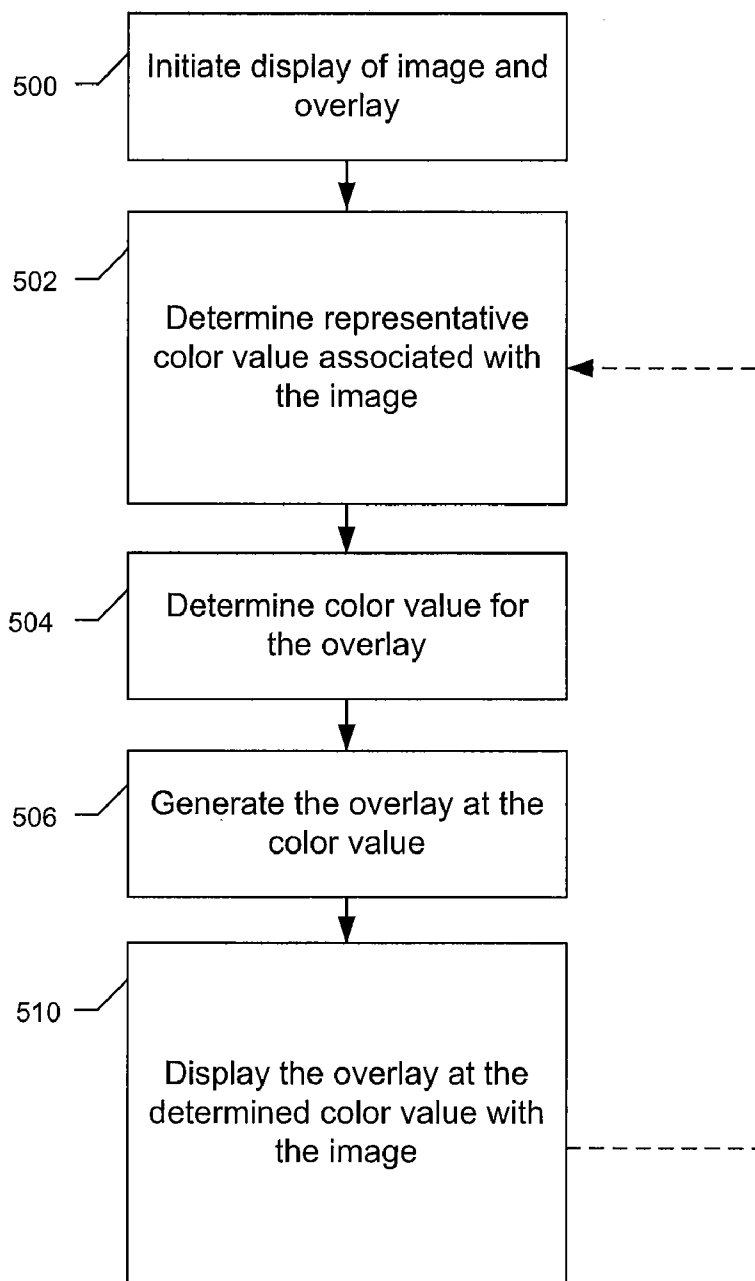 500
Initiate display of image and
overlay
502
Determine representative
color value associated with
the image
504
Determine color value for
the overlay
506
Generate the overlay at the
color value
510
Display the overlay at the
determined color value with
the image